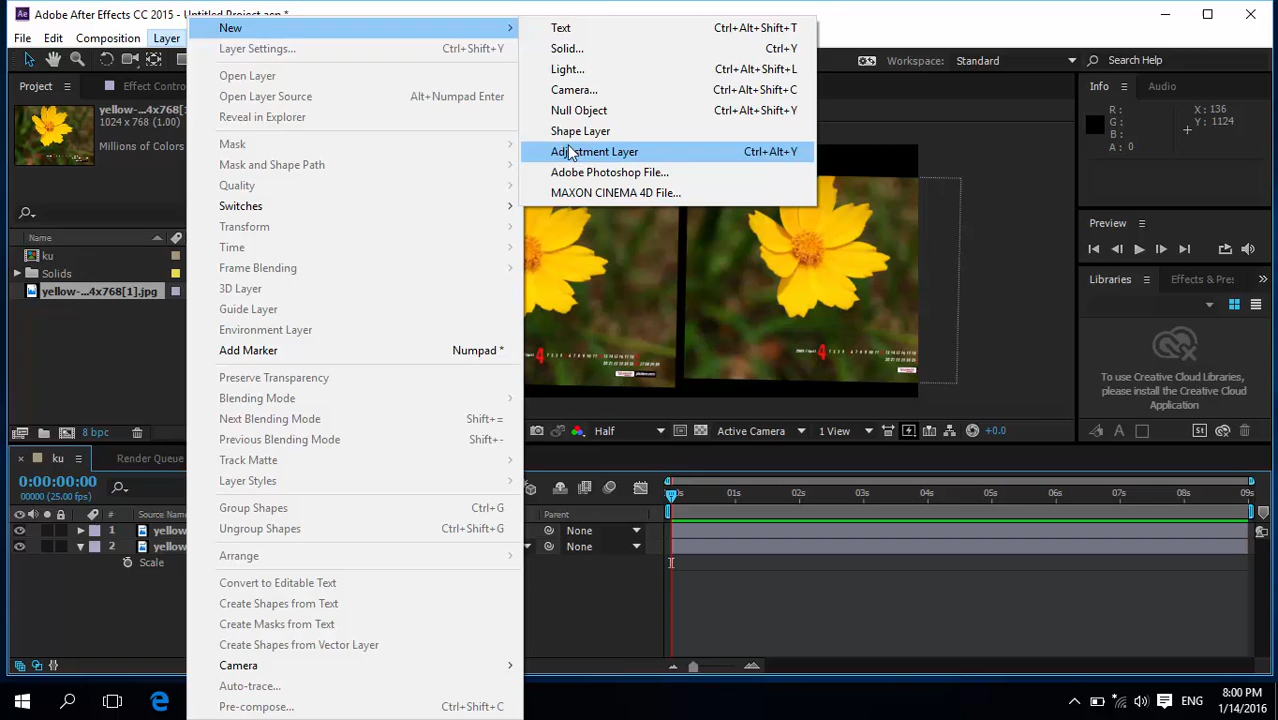 Adobe After Effects CC 2015 - Untitled Project.aep *
File Edit Composition Layer
Workspace: Standard Search Help
Project Effect Contro
yellow-...4x768[1]
1024 x 768 (1.00)
Millions of Colors
Name
ku
Solids
yellow-...4x768[1].jpg
8 bpc
New
Layer Settings... Ctrl+Shift+Y
Open Layer
Open Layer Source Alt+Numpad Enter
Reveal in Explorer
Mask
Mask and Shape Path
Quality
Switches
Transform
Time
Frame Blending
3D Layer
Guide Layer
Environment Layer
Add Marker Numpad *
Preserve Transparency
Blending Mode
Next Blending Mode Shift+=
Previous Blending Mode Shift+-
Track Matte
Layer Styles
Group Shapes Ctrl+G
Ungroup Shapes Ctrl+Shift+G
Arrange
Convert to Editable Text
Create Shapes from Text
Create Masks from Text
Create Shapes from Vector Layer
Camera
Auto-trace...
Pre-compose... Ctrl+Shift+C
Text Ctrl+Alt+Shift+T
Solid... Ctrl+Y
Light... Ctrl+Alt+Shift+L
Camera... Ctrl+Alt+Shift+C
Null Object Ctrl+Alt+Shift+Y
Shape Layer
Adjustment Layer Ctrl+Alt+Y
Adobe Photoshop File...
MAXON CINEMA 4D File...
4
4
Half Active Camera 1 View +0.0
Info Audio
R: X: 136
G: Y: 1124
B:
A: 0
Preview
Libraries Effects & Pre
To use Creative Cloud Libraries,
please install the Creative Cloud
Application
St
ku Render Queue
0:00:00:00
00000 (25.00 fps)
Source Name Parent
1 yellow None
2 yellow None
Scale
0s 01s 02s 03s 04s 05s 06s 07s 08s 09s
ENG
8:00 PM
1/14/2016